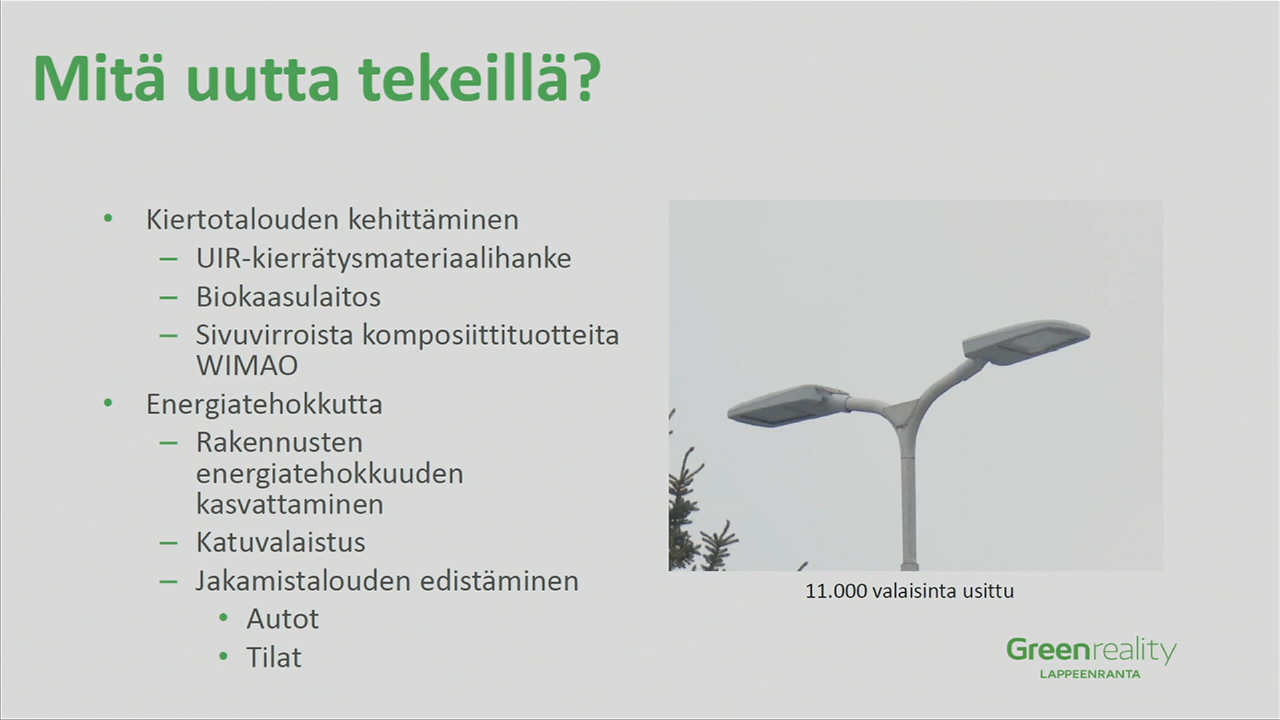 Mitä uutta tekeillä?
• Kiertotalouden kehittäminen
– UIR-kierrätysmateriaalihanke
– Biokaasulaitos
– Sivuvirroista komposiittituotteita
WIMAO
• Energiatehokkutta
– Rakennusten
energiatehokkuuden
kasvattaminen
– Katuvalaistus
– Jakamistalouden edistäminen
• Autot
• Tilat
11.000 valaisinta usittu
Greenreality
LAPPEENRANTA